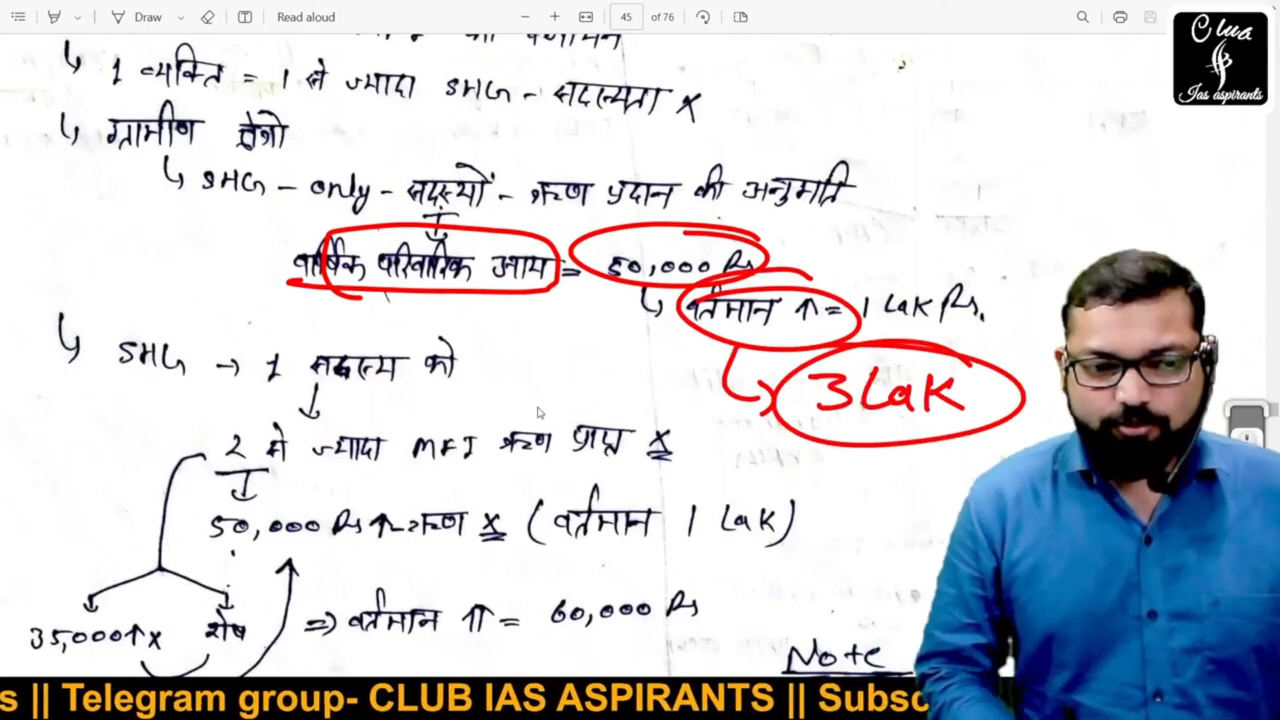 Draw
Read aloud
45 of 76
Club
Ias aspirants
↳ 1 व्यक्ति = 1 से ज्यादा SHG - सदस्यता x
↳ ग्रामीण क्षेत्रो
↳ SHG - only - सदस्यों - ऋण प्रदान की अनुमति
वार्षिक पारिवारिक आय = 50,000 Rs
↳ वर्तमान ↑ = 1 Lak Rs.
3 Lak
↳ SHG → 1 सदस्य को
2 से ज्यादा MFI ऋण प्राप्त x
50,000 Rs ↑ ऋण x (वर्तमान 1 Lak)
35,000↑x शेष ⇒ वर्तमान ⇑ = 60,000 Rs
Note
s || Telegram group- CLUB IAS ASPIRANTS || Subsc